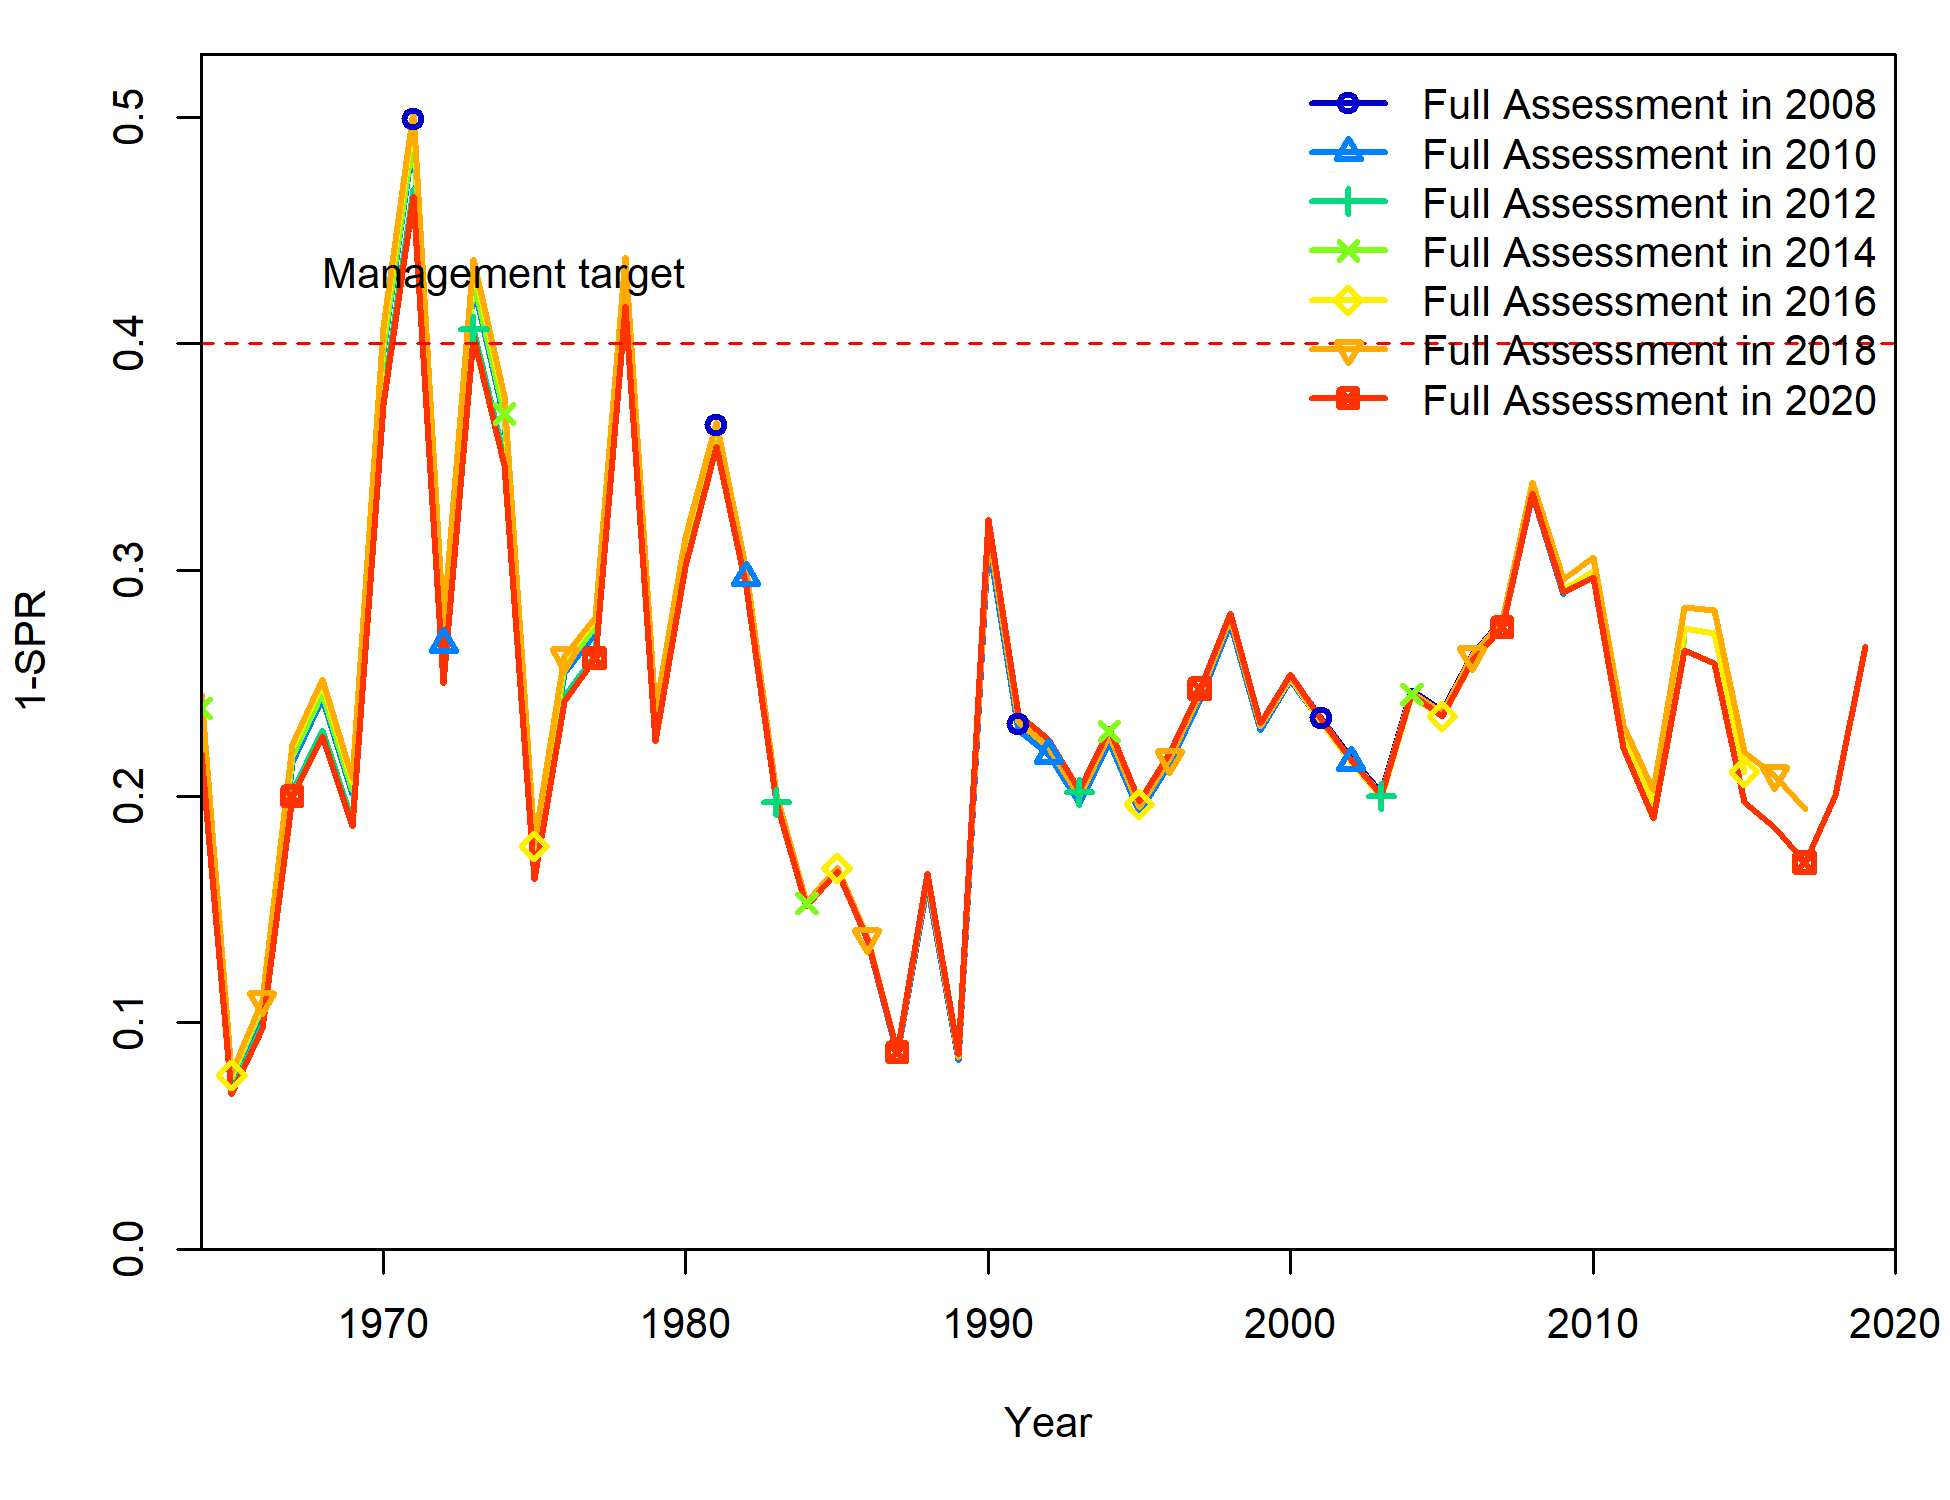 0.5
0.4
0.3
0.2
0.1
0.0
1-SPR
Management target
Full Assessment in 2008
Full Assessment in 2010
Full Assessment in 2012
Full Assessment in 2014
Full Assessment in 2016
Full Assessment in 2018
Full Assessment in 2020
1970
1980
1990
2000
2010
2020
Year